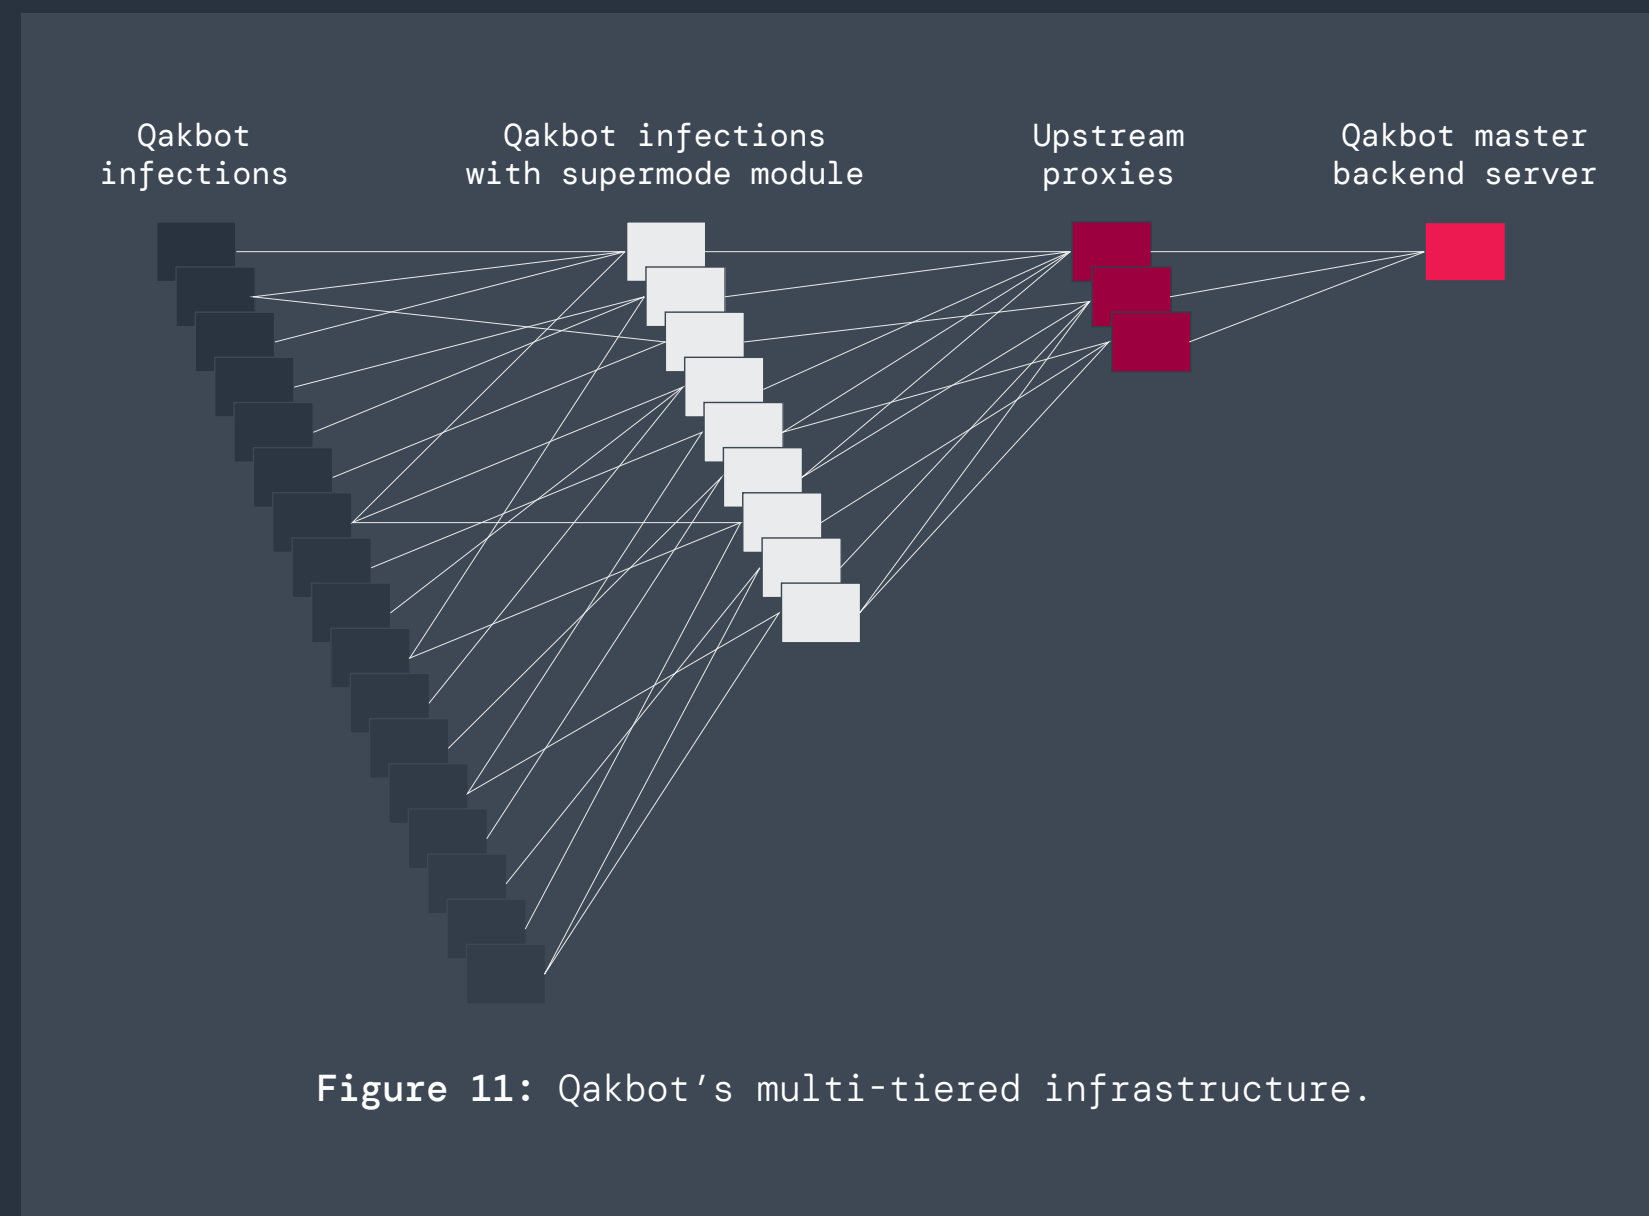 Qakbot
infections
Qakbot infections
with supermode module
Upstream
proxies
Qakbot master
backend server
Figure 11: Qakbot’s multi-tiered infrastructure.